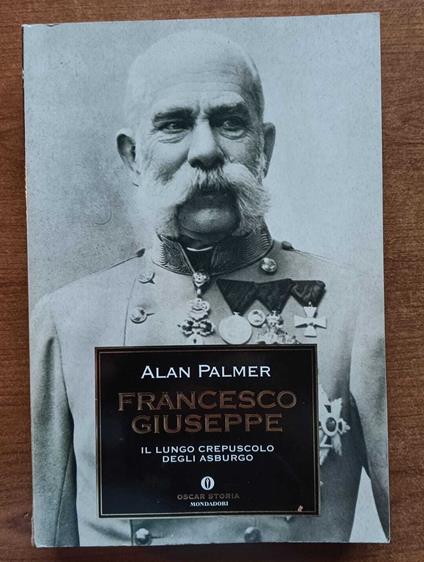 ALAN PALMER
FRANCESCO
GIUSEPPE
IL LUNGO CREPUSCOLO
DEGLI ASBURGO
OSCAR STORIA
MONDADORI